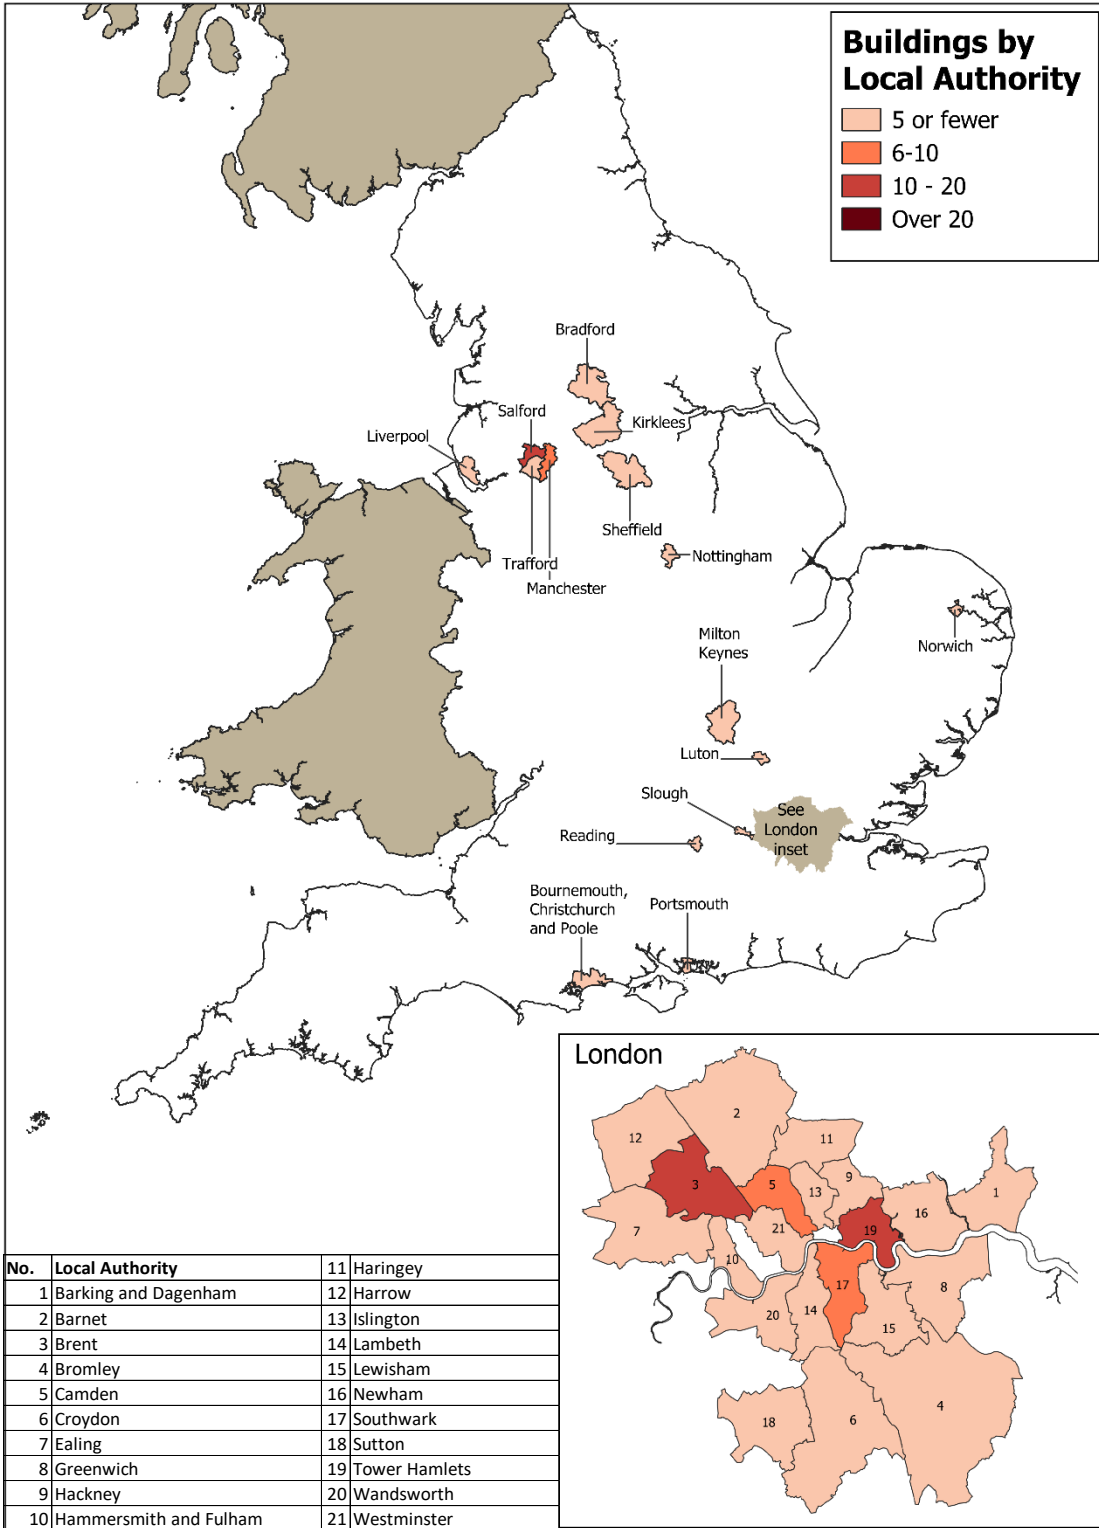 Buildings by
Local Authority
5 or fewer
6-10
10 - 20
Over 20
Bradford
Salford
Kirklees
Liverpool
Sheffield
Trafford
Nottingham
Manchester
Norwich
Milton
Keynes
Luton
Slough
See
London
inset
Reading
Bournemouth,
Christchurch
and Poole
Portsmouth
London
2
12
11
3
5
13
9
1
16
7
21
19
10
17
8
20
14
15
18
6
4
No. Local Authority 11 Haringey
1 Barking and Dagenham 12 Harrow
2 Barnet 13 Islington
3 Brent 14 Lambeth
4 Bromley 15 Lewisham
5 Camden 16 Newham
6 Croydon 17 Southwark
7 Ealing 18 Sutton
8 Greenwich 19 Tower Hamlets
9 Hackney 20 Wandsworth
10 Hammersmith and Fulham 21 Westminster